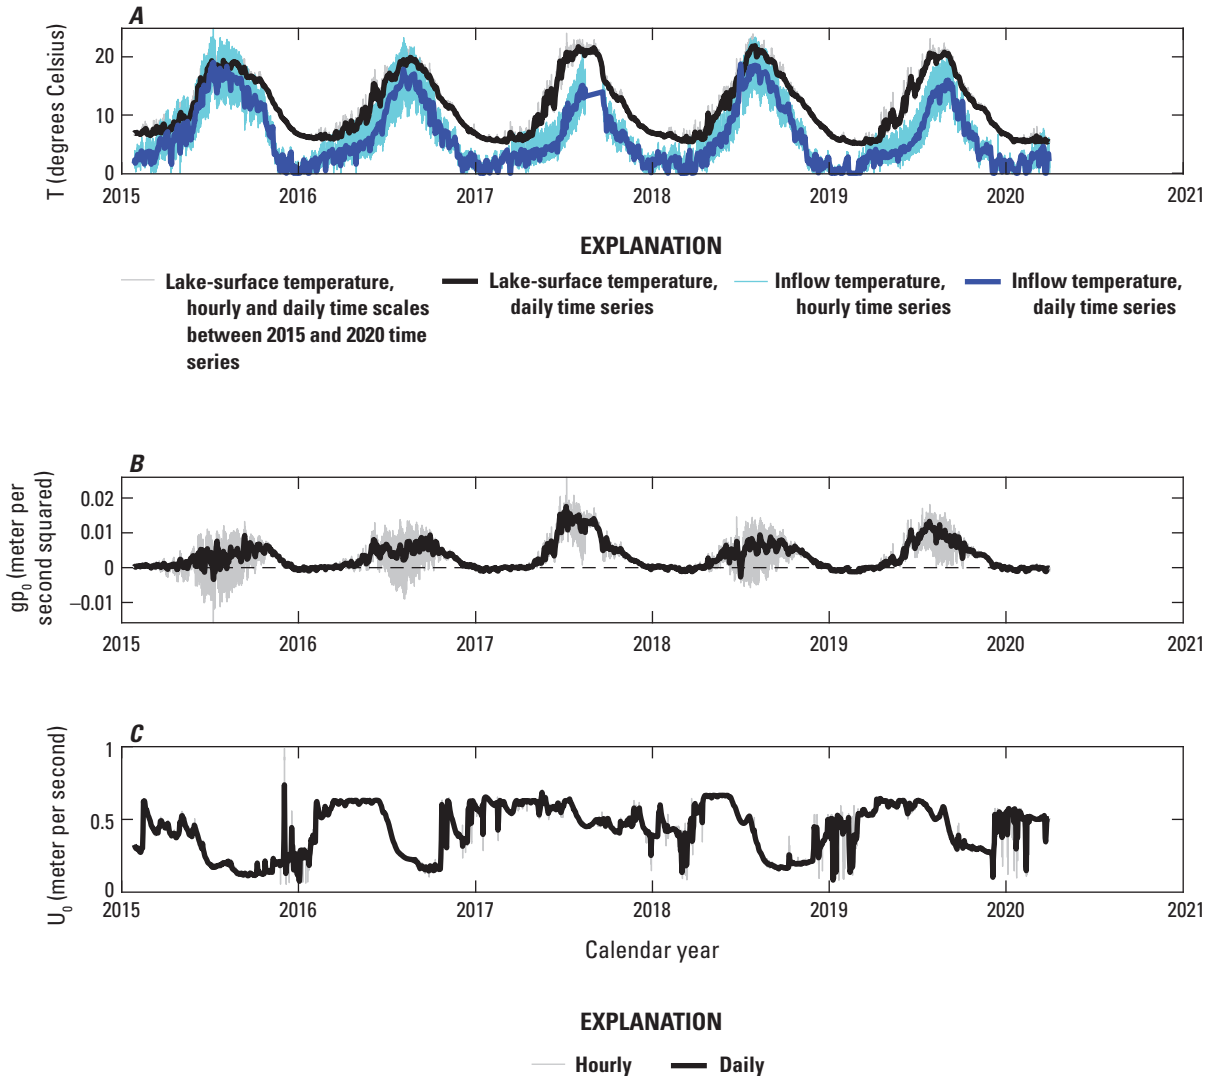 A
T (degrees Celsius)
20
10
0
2015 2016 2017 2018 2019 2020 2021
EXPLANATION
Lake-surface temperature,
hourly and daily time scales
between 2015 and 2020 time
series
Lake-surface temperature,
daily time series
Inflow temperature,
hourly time series
Inflow temperature,
daily time series
B
gp₀ (meter per
second squared)
0.02
0.01
0
−0.01
2015 2016 2017 2018 2019 2020 2021
C
U₀ (meter per second)
1
0.5
0
2015 2016 2017 2018 2019 2020 2021
Calendar year
EXPLANATION
Hourly Daily